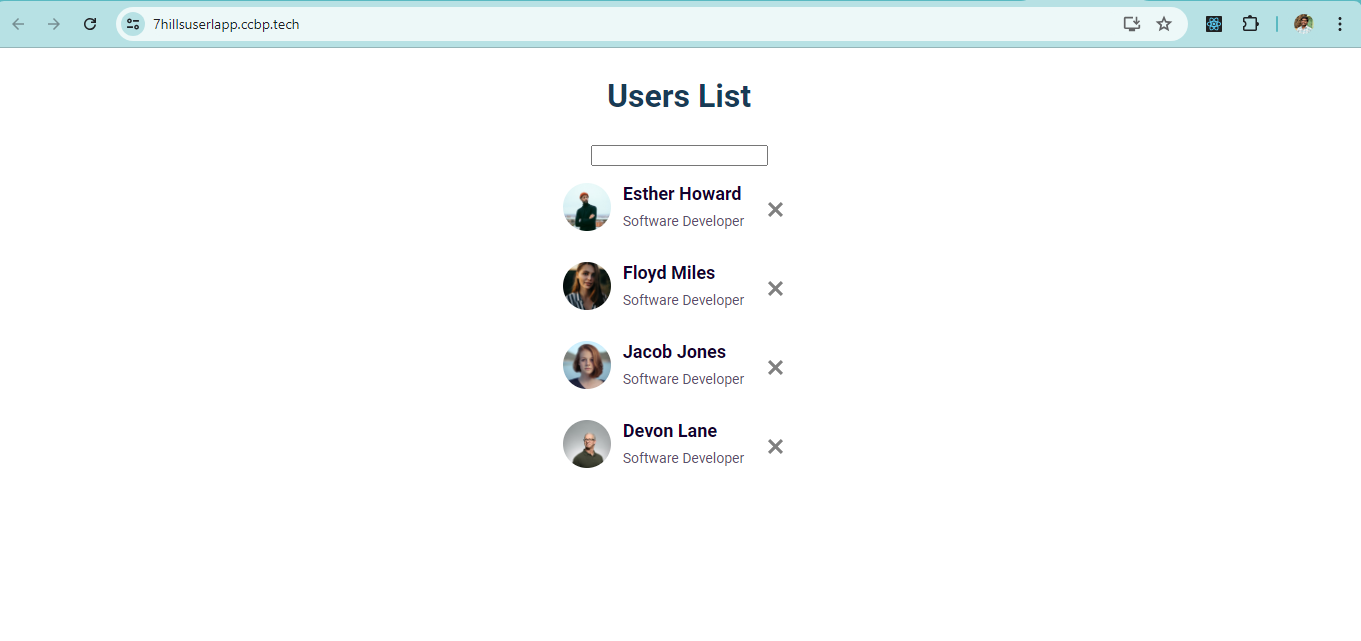 7hillsuserlapp.ccbp.tech
Users List
Esther Howard
Software Developer
Floyd Miles
Software Developer
Jacob Jones
Software Developer
Devon Lane
Software Developer